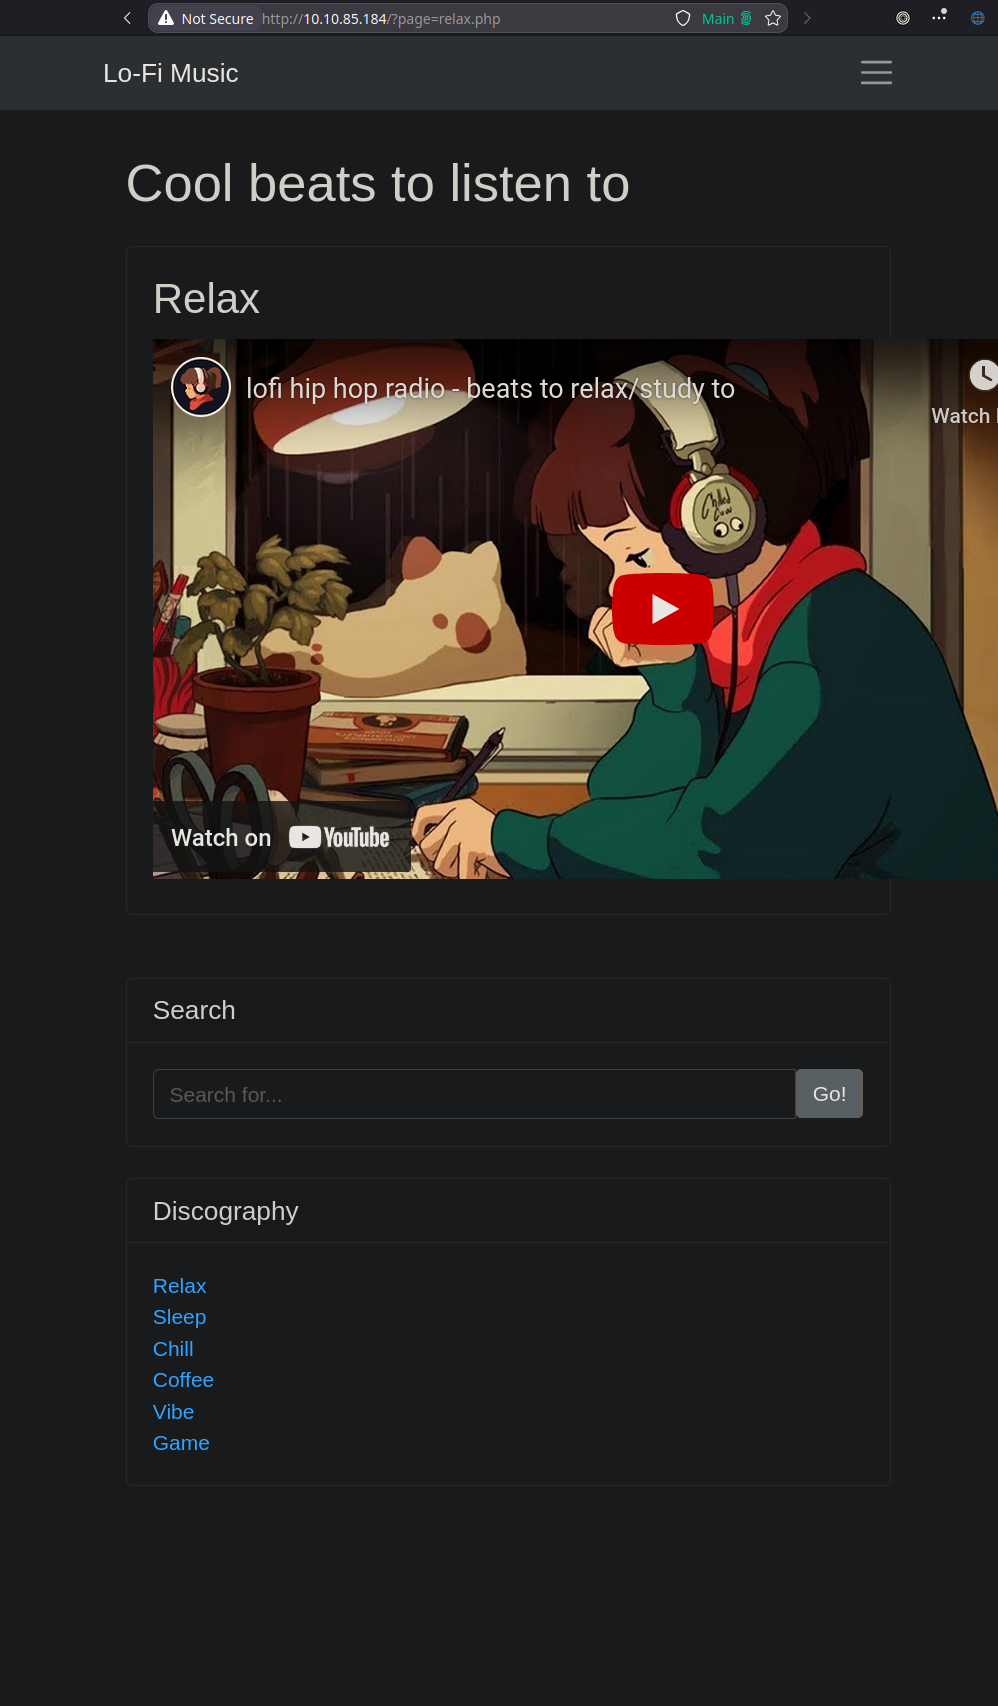 Not Secure http://10.10.85.184/?page=relax.php Main
Lo-Fi Music
Cool beats to listen to
Relax
lofi hip hop radio - beats to relax/study to
Watch
Chilled
Cow
Watch on YouTube
Search
Search for... Go!
Discography
Relax
Sleep
Chill
Coffee
Vibe
Game